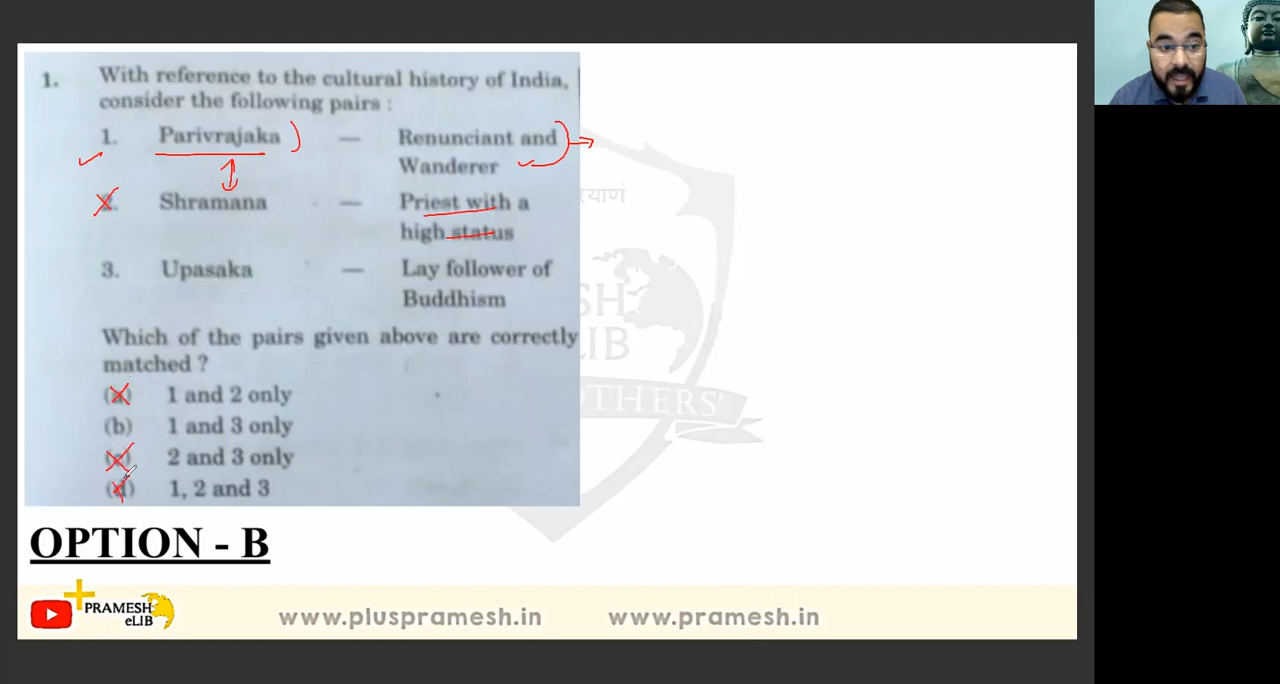 1. With reference to the cultural history of India,
consider the following pairs :
1. Parivrajaka — Renunciant and
Wanderer
2. Shramana — Priest with a
high status
3. Upasaka — Lay follower of
Buddhism
Which of the pairs given above are correctly
matched ?
(a) 1 and 2 only
(b) 1 and 3 only
(c) 2 and 3 only
(d) 1, 2 and 3
OPTION - B
PRAMESH
eLIB
www.pluspramesh.in www.pramesh.in